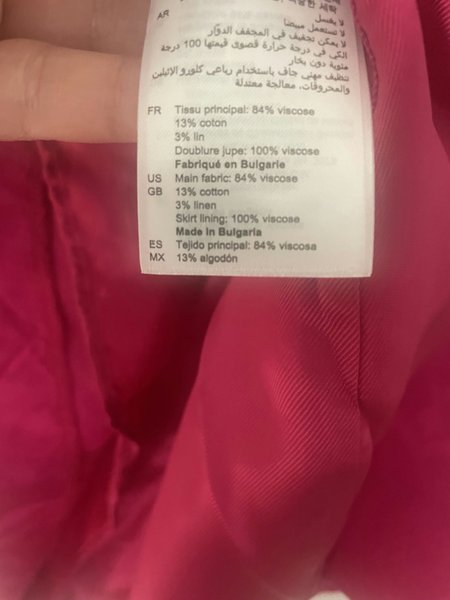 AR
لا يغسل
لا تستعمل مبيضا
لا يمكن تجفيف في المجفف الدوّار
الكي في درجة حرارة قصوى قيمتها 100 درجة
مئوية دون بخار
تنظيف مهني جاف باستخدام رباعي كلورو الإثيلين
والمحروقات، معالجة معتدلة
FR Tissu principal: 84% viscose
13% coton
3% lin
Doublure jupe: 100% viscose
Fabriqué en Bulgarie
US Main fabric: 84% viscose
GB 13% cotton
3% linen
Skirt lining: 100% viscose
Made in Bulgaria
ES Tejido principal: 84% viscosa
MX 13% algodón